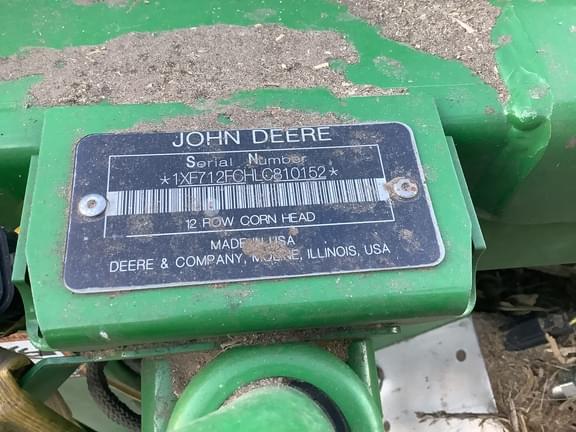 JOHN DEERE
Serial Number
*1XF712FCHLC810152*
12 ROW CORN HEAD
MADE IN USA
DEERE & COMPANY, MOLINE, ILLINOIS, USA